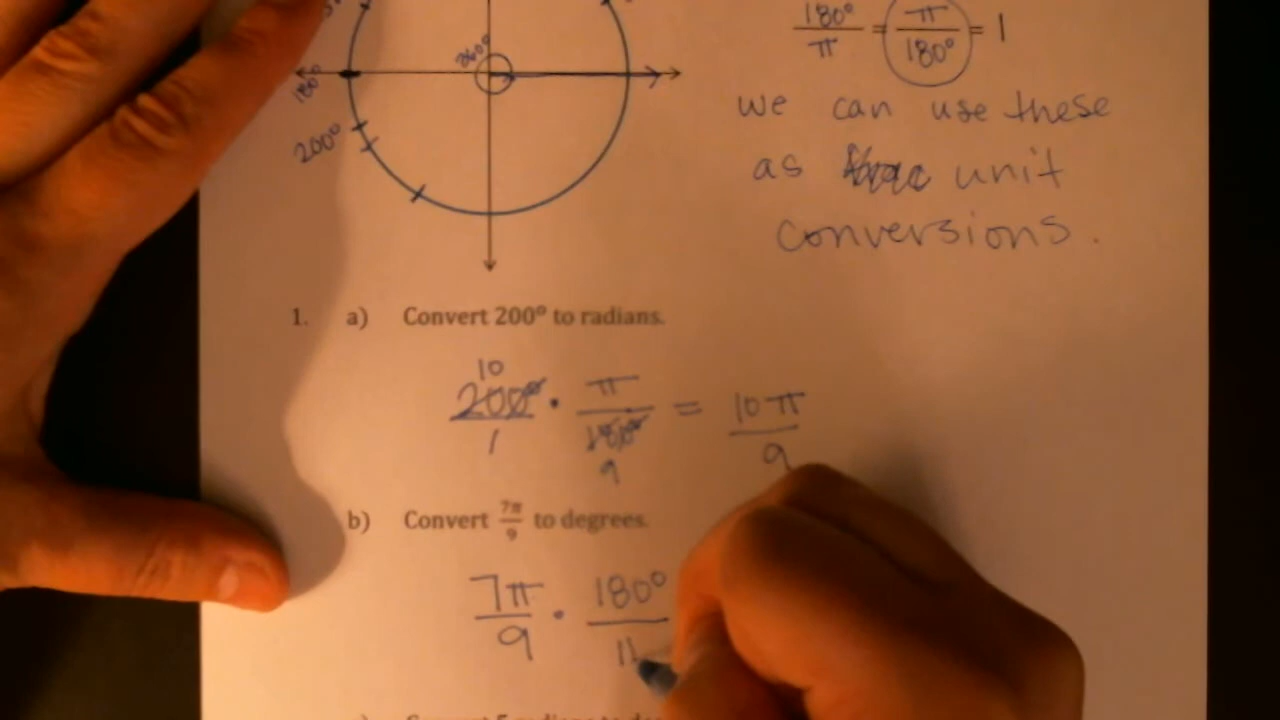 180° / π = π / 180° = 1
360°
180°
200°
we can use these
as unit
conversions.
1. a) Convert 200° to radians.
10
200° / 1 · π / 180° = 10π / 9
9
b) Convert 7π/9 to degrees.
7π / 9 · 180°